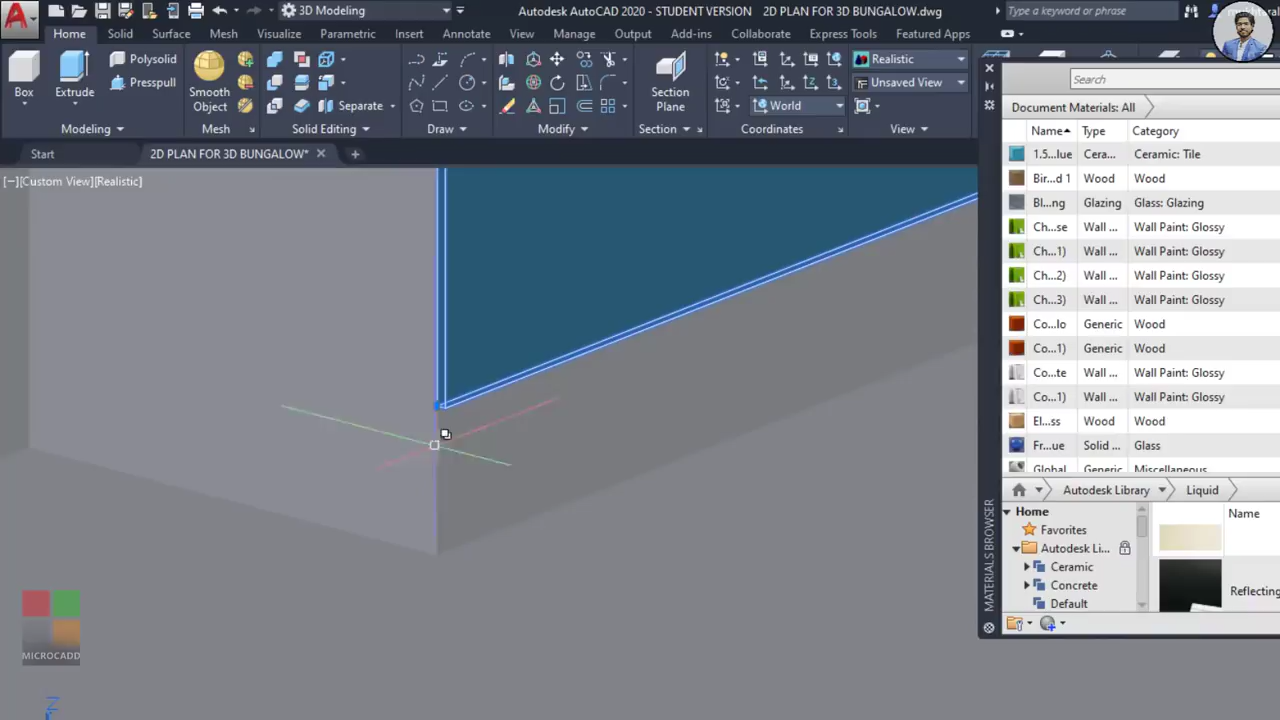 3D Modeling
Autodesk AutoCAD 2020 - STUDENT VERSION 2D PLAN FOR 3D BUNGALOW.dwg
Type a keyword or phrase
Home Solid Surface Mesh Visualize Parametric Insert Annotate View Manage Output Add-ins Collaborate Express Tools Featured Apps
Box
Extrude
Polysolid
Presspull
Smooth
Object
Separate
Section
Plane
World
Realistic
Unsaved View
Modeling
Mesh
Solid Editing
Draw
Modify
Section
Coordinates
View
Start
2D PLAN FOR 3D BUNGALOW*
[−][Custom View][Realistic]
Search
Document Materials: All
Name Type Category
1.5...lue Cera... Ceramic: Tile
Bir...d 1 Wood Wood
Bl...ng Glazing Glass: Glazing
Ch...se Wall ... Wall Paint: Glossy
Ch...1) Wall ... Wall Paint: Glossy
Ch...2) Wall ... Wall Paint: Glossy
Ch...3) Wall ... Wall Paint: Glossy
Co...lo Generic Wood
Co...1) Generic Wood
Co...te Wall ... Wall Paint: Glossy
Co...1) Wall ... Wall Paint: Glossy
El...ss Wood Wood
Fr...ue Solid ... Glass
Global Generic Miscellaneous
Autodesk Library Liquid
Home
Favorites
Autodesk Li...
Ceramic
Concrete
Default
Name
Reflecting
MATERIALS BROWSER
MICROCADD
Z